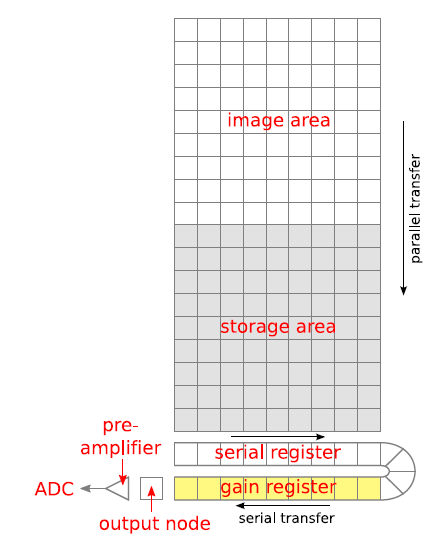 image area
parallel transfer
storage area
pre-
amplifier
serial register
ADC
gain register
output node
serial transfer